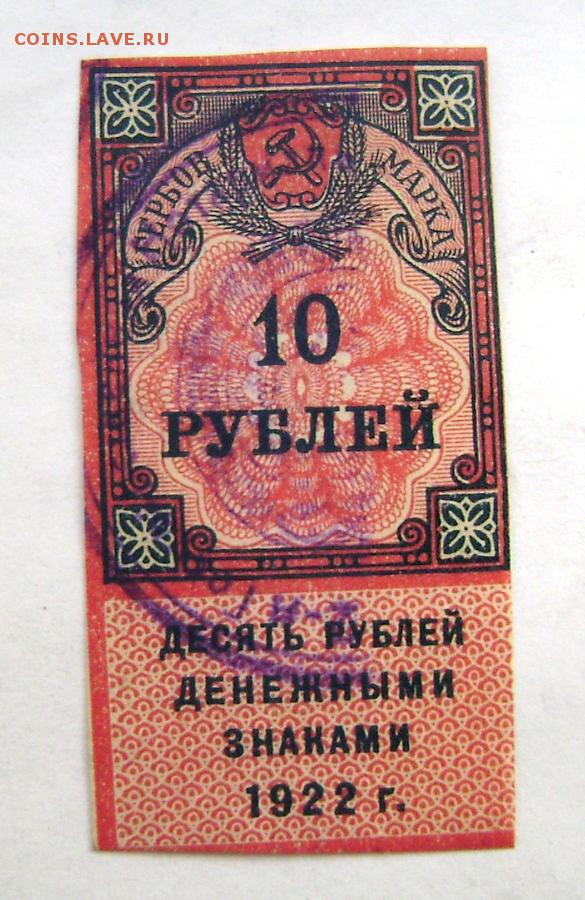 COINS.LAVE.RU
ГЕРБОВ. МАРКА
10
РУБЛЕЙ
ДЕСЯТЬ РУБЛЕЙ
ДЕНЕЖНЫМИ
ЗНАКАМИ
1922 г.